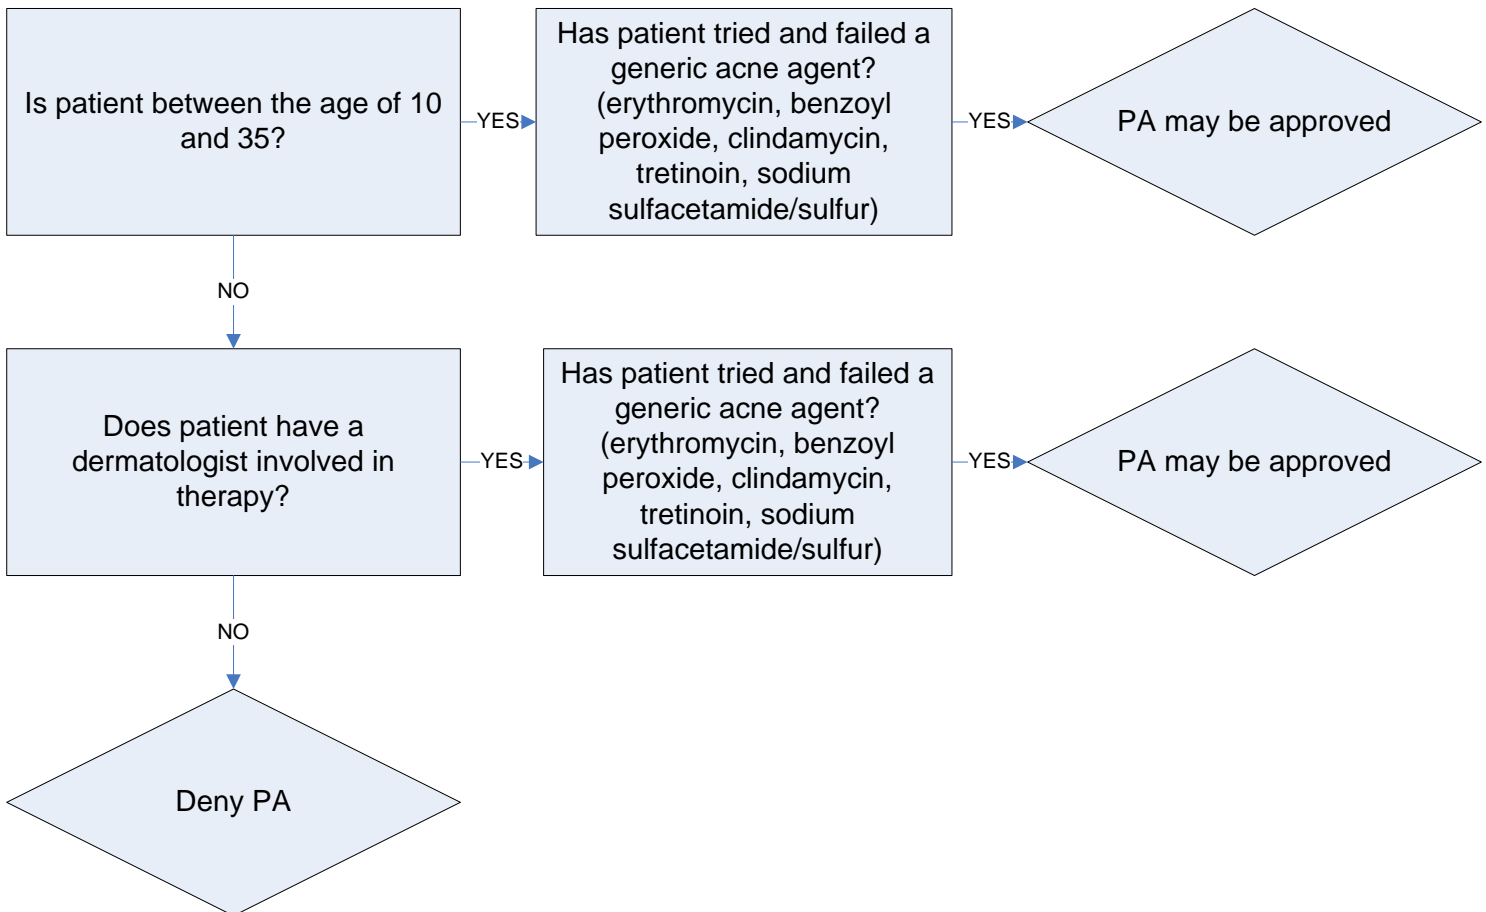 Is patient between the age of 10
and 35?
YES
Has patient tried and failed a
generic acne agent?
(erythromycin, benzoyl
peroxide, clindamycin,
tretinoin, sodium
sulfacetamide/sulfur)
YES
PA may be approved
NO
Does patient have a
dermatologist involved in
therapy?
YES
Has patient tried and failed a
generic acne agent?
(erythromycin, benzoyl
peroxide, clindamycin,
tretinoin, sodium
sulfacetamide/sulfur)
YES
PA may be approved
NO
Deny PA